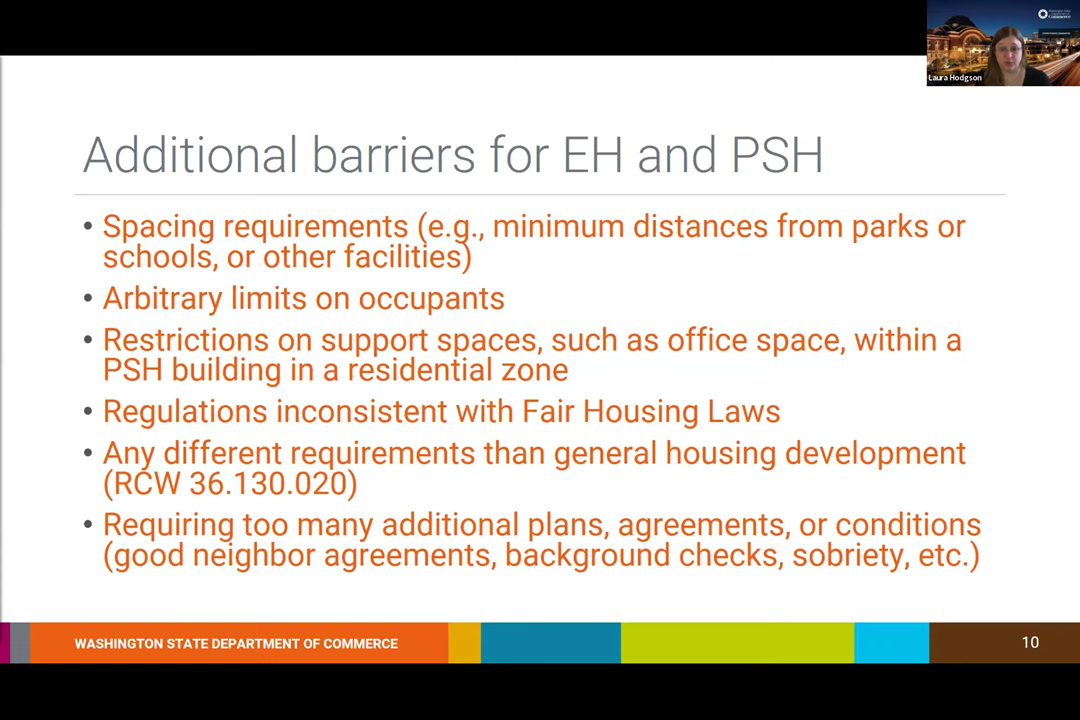 Laura Hodgson
Additional barriers for EH and PSH
• Spacing requirements (e.g., minimum distances from parks or
schools, or other facilities)
• Arbitrary limits on occupants
• Restrictions on support spaces, such as office space, within a
PSH building in a residential zone
• Regulations inconsistent with Fair Housing Laws
• Any different requirements than general housing development
(RCW 36.130.020)
• Requiring too many additional plans, agreements, or conditions
(good neighbor agreements, background checks, sobriety, etc.)
WASHINGTON STATE DEPARTMENT OF COMMERCE
10